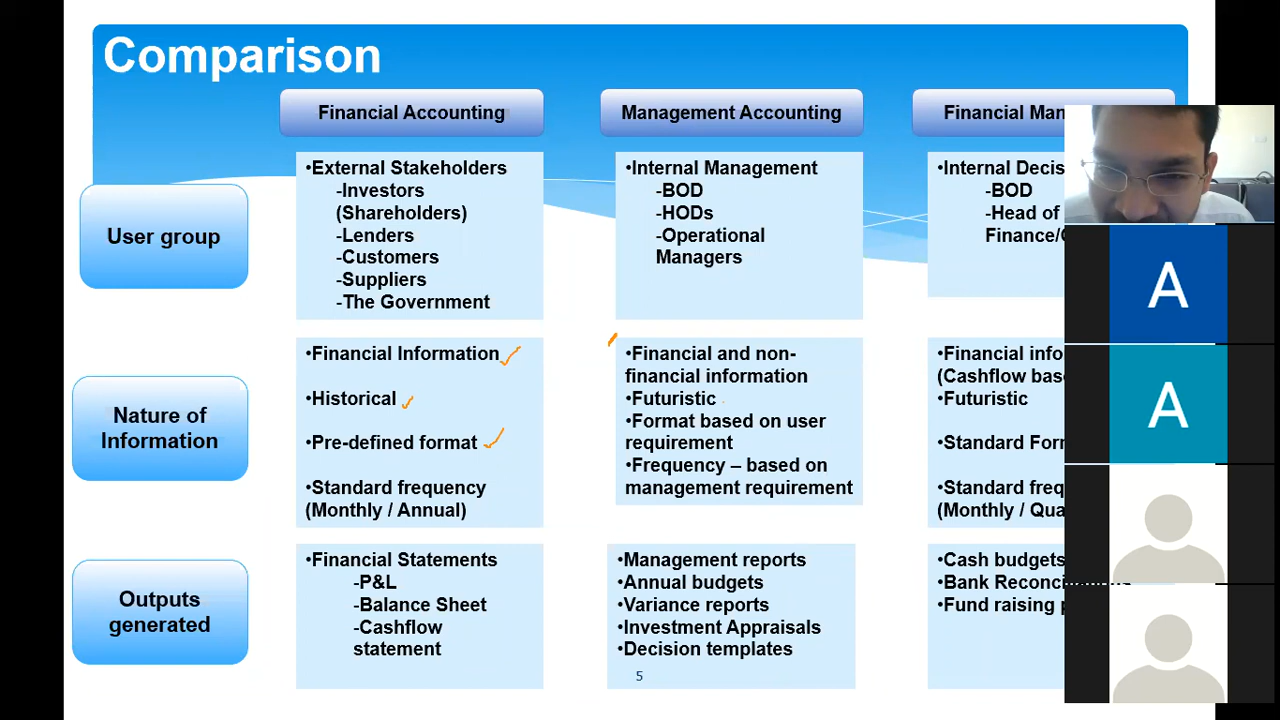 Comparison
Financial Accounting
Management Accounting
Financial Man
User group
•External Stakeholders
-Investors
(Shareholders)
-Lenders
-Customers
-Suppliers
-The Government
•Internal Management
-BOD
-HODs
-Operational
Managers
•Internal Decis
-BOD
-Head of
Finance/
Nature of
Information
•Financial Information
•Historical
•Pre-defined format
•Standard frequency
(Monthly / Annual)
•Financial and non-
financial information
•Futuristic
•Format based on user
requirement
•Frequency – based on
management requirement
•Financial info
(Cashflow bas
•Futuristic
•Standard For
•Standard freq
(Monthly / Qua
Outputs
generated
•Financial Statements
-P&L
-Balance Sheet
-Cashflow
statement
•Management reports
•Annual budgets
•Variance reports
•Investment Appraisals
•Decision templates
•Cash budgets
•Bank Reconciliations
•Fund raising
5
A
A